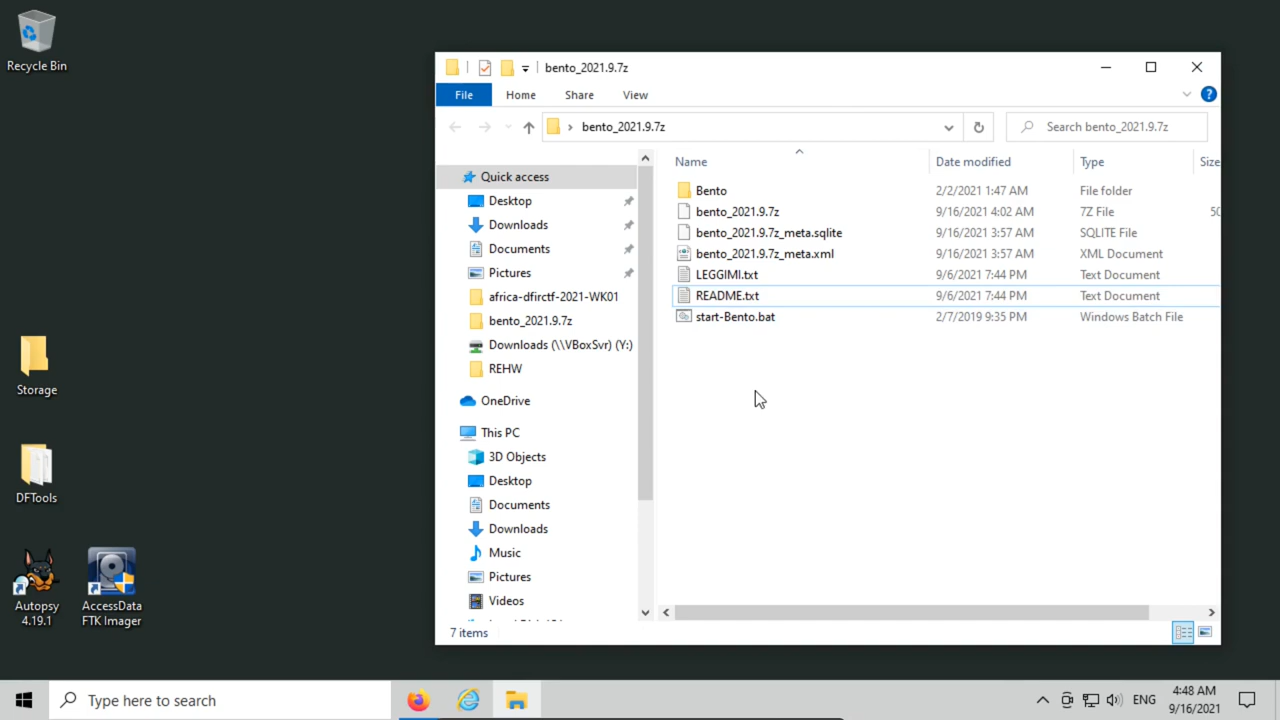 Recycle Bin
Storage
DFTools
Autopsy
4.19.1
AccessData
FTK Imager
bento_2021.9.7z
File Home Share View
bento_2021.9.7z
Search bento_2021.9.7z
Quick access
Desktop
Downloads
Documents
Pictures
africa-dfirctf-2021-WK01
bento_2021.9.7z
Downloads (\\VBoxSvr) (Y:)
REHW
OneDrive
This PC
3D Objects
Desktop
Documents
Downloads
Music
Pictures
Videos
Name Date modified Type Size
Bento 2/2/2021 1:47 AM File folder
bento_2021.9.7z 9/16/2021 4:02 AM 7Z File 50
bento_2021.9.7z_meta.sqlite 9/16/2021 3:57 AM SQLITE File
bento_2021.9.7z_meta.xml 9/16/2021 3:57 AM XML Document
LEGGIMI.txt 9/6/2021 7:44 PM Text Document
README.txt 9/6/2021 7:44 PM Text Document
start-Bento.bat 2/7/2019 9:35 PM Windows Batch File
7 items
Type here to search
ENG
4:48 AM
9/16/2021